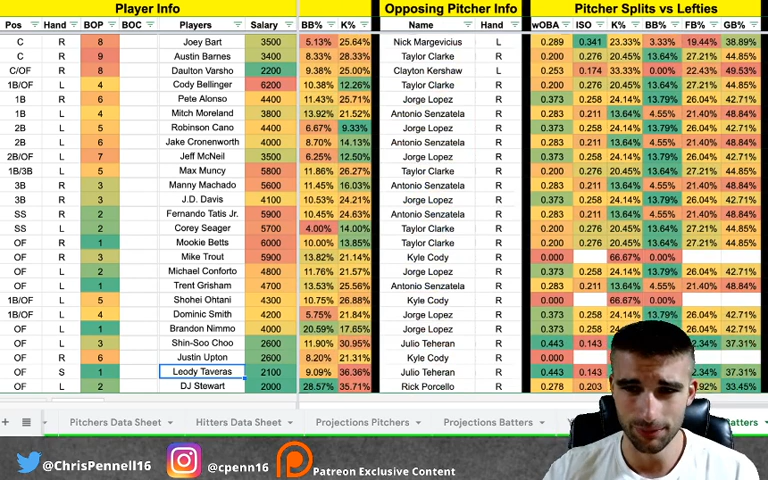 Player Info Opposing Pitcher Info Pitcher Splits vs Lefties
Pos Hand BOP BOC Players Salary BB% K% Name Hand wOBA ISO K% BB% FB% GB%
C R 8 Joey Bart 3500 5.13% 25.64% Nick Margevicius L 0.289 0.341 23.33% 3.33% 19.44% 38.89%
C R 9 Austin Barnes 3400 8.33% 28.33% Taylor Clarke R 0.200 0.276 20.45% 13.64% 27.21% 44.85%
C/OF R 8 Daulton Varsho 2200 9.38% 25.00% Clayton Kershaw L 0.253 0.174 33.33% 0.00% 22.43% 49.53%
1B/OF L 4 Cody Bellinger 6200 10.38% 12.26% Taylor Clarke R 0.200 0.276 20.45% 13.64% 27.21% 44.85%
1B R 6 Pete Alonso 4400 11.43% 25.71% Jorge Lopez R 0.373 0.258 24.14% 13.79% 26.04% 42.71%
1B L 4 Mitch Moreland 3800 13.92% 21.52% Antonio Senzatela R 0.283 0.211 13.64% 4.55% 21.40% 48.84%
2B L 5 Robinson Cano 4400 6.67% 9.33% Jorge Lopez R 0.373 0.258 24.14% 13.79% 26.04% 42.71%
2B L 6 Jake Cronenworth 4000 8.70% 14.13% Antonio Senzatela R 0.283 0.211 13.64% 4.55% 21.40% 48.84%
2B/OF L 7 Jeff McNeil 3500 6.25% 12.50% Jorge Lopez R 0.373 0.258 24.14% 13.79% 26.04% 42.71%
1B/3B L 5 Max Muncy 5800 11.86% 26.27% Taylor Clarke R 0.200 0.276 20.45% 13.64% 27.21% 44.85%
3B R 3 Manny Machado 5600 11.45% 16.03% Antonio Senzatela R 0.283 0.211 13.64% 4.55% 21.40% 48.84%
3B R 3 J.D. Davis 4100 10.53% 24.21% Jorge Lopez R 0.373 0.258 24.14% 13.79% 26.04% 42.71%
SS R 2 Fernando Tatis Jr. 5900 10.45% 24.63% Antonio Senzatela R 0.283 0.211 13.64% 4.55% 21.40% 48.84%
SS L 2 Corey Seager 5700 4.00% 14.00% Taylor Clarke R 0.200 0.276 20.45% 13.64% 27.21% 44.85%
OF R 1 Mookie Betts 6000 10.00% 13.85% Taylor Clarke R 0.200 0.276 20.45% 13.64% 27.21% 44.85%
OF R 3 Mike Trout 5900 13.82% 21.14% Kyle Cody R 0.000 66.67% 0.00%
OF L 2 Michael Conforto 4800 11.76% 21.57% Jorge Lopez R 0.373 0.258 24.14% 13.79% 26.04% 42.71%
OF L 1 Trent Grisham 4700 13.53% 25.56% Antonio Senzatela R 0.283 0.211 13.64% 4.55% 21.40% 48.84%
1B/OF L 5 Shohei Ohtani 4300 10.75% 26.88% Kyle Cody R 0.000 66.67% 0.00%
1B/OF L 4 Dominic Smith 4200 5.75% 21.84% Jorge Lopez R 0.373 0.258 24.14% 13.79% 26.04% 42.71%
OF L 1 Brandon Nimmo 4000 20.59% 17.65% Jorge Lopez R 0.373 0.258 24.14% 26.04% 42.71%
OF L 3 Shin-Soo Choo 2600 11.90% 30.95% Julio Teheran R 0.443 0.143 37.31%
OF R 6 Justin Upton 2600 8.20% 21.31% Kyle Cody R 0.000
OF S 1 Leody Taveras 2100 9.09% 36.36% Julio Teheran R 0.443 0.143 37.31%
OF L 2 DJ Stewart 2000 28.57% 35.71% Rick Porcello R 0.278 0.203 33.45%
Pitchers Data Sheet Hitters Data Sheet Projections Pitchers Projections Batters
@ChrisPennell16 @cpenn16 Patreon Exclusive Content